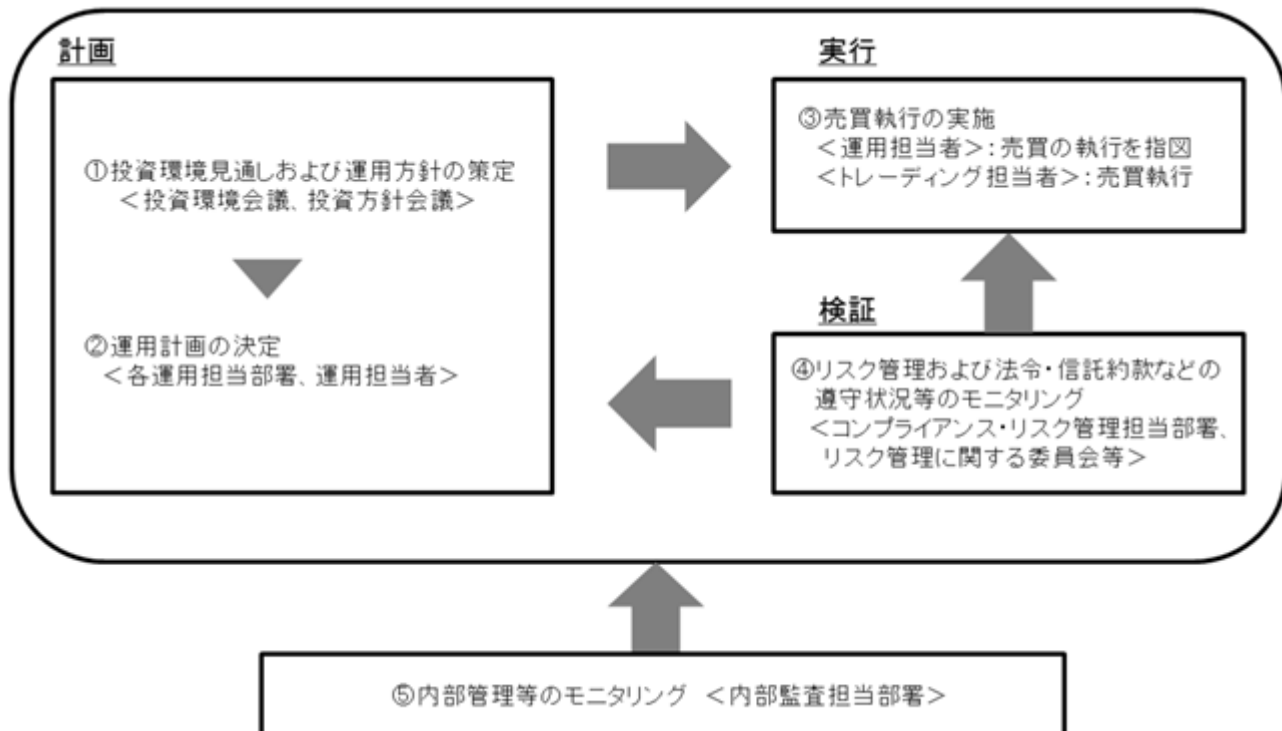 計画
①投資環境見通しおよび運用方針の策定
<投資環境会議、投資方針会議>
②運用計画の決定
<各運用担当部署、運用担当者>
実行
③売買執行の実施
<運用担当者>:売買の執行を指図
<トレーディング担当者>:売買執行
検証
④リスク管理および法令・信託約款などの
遵守状況等のモニタリング
<コンプライアンス・リスク管理担当部署、
リスク管理に関する委員会等>
⑤内部管理等のモニタリング <内部監査担当部署>